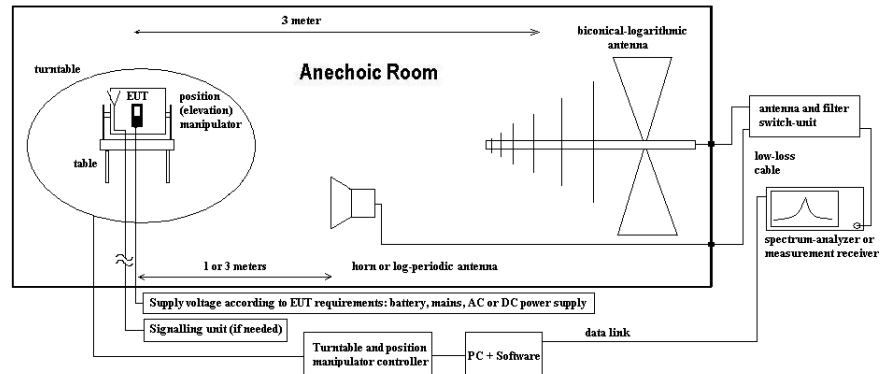 3 meter
biconical-logarithmic
antenna
turntable
Anechoic Room
EUT
position
(elevation)
manipulator
antenna and filter
switch-unit
table
low-loss
cable
spectrum-analyzer or
measurement receiver
1 or 3 meters
horn or log-periodic antenna
Supply voltage according to EUT requirements: battery, mains, AC or DC power supply
Signalling unit (if needed)
data link
Turntable and position
manipulator controller
PC + Software